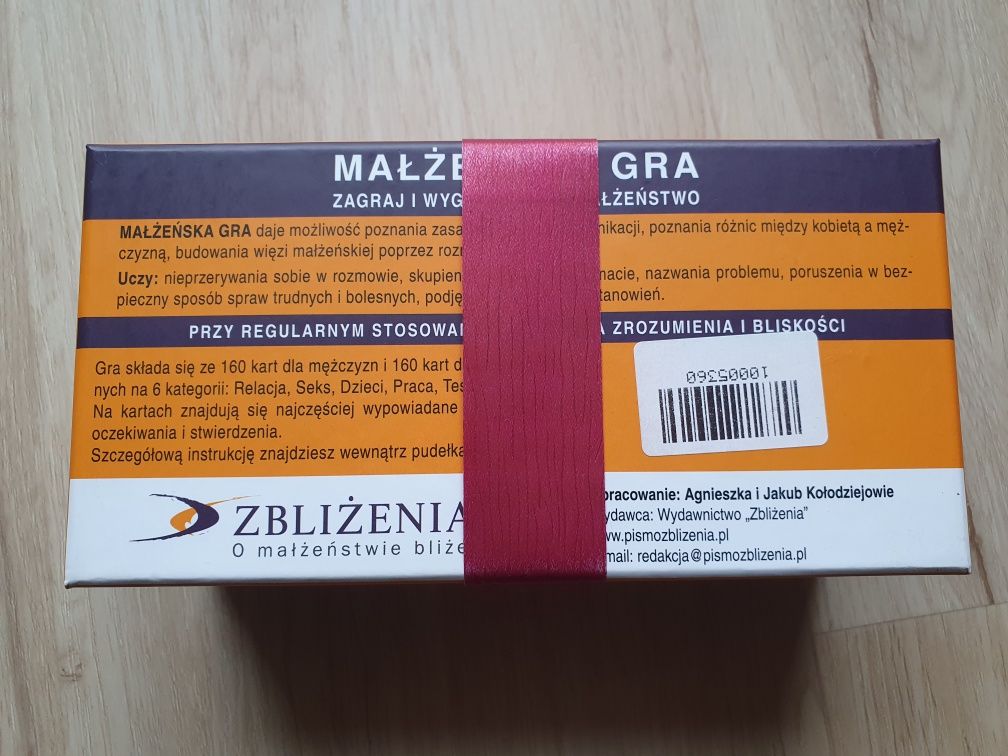 MAŁŻE GRA
ZAGRAJ I WYG ŁŻEŃSTWO
MAŁŻEŃSKA GRA daje możliwość poznania zasa nikacji, poznania różnic między kobietą a męż-
czyzną, budowania więzi małżeńskiej poprzez roz
Uczy: nieprzerywania sobie w rozmowie, skupien macie, nazwania problemu, poruszenia w bez-
pieczny sposób spraw trudnych i bolesnych, podję tanowień.
PRZY REGULARNYM STOSOWA A ZROZUMIENIA I BLISKOŚCI
Gra składa się ze 160 kart dla mężczyzn i 160 kart d
nych na 6 kategorii: Relacja, Seks, Dzieci, Praca, Tes
Na kartach znajdują się najczęściej wypowiadane
oczekiwania i stwierdzenia.
Szczegółową instrukcję znajdziesz wewnątrz pudełka
10005360
ZBLIŻENIA
O małżeństwie bliże
pracowanie: Agnieszka i Jakub Kołodziejowie
ydawca: Wydawnictwo „Zbliżenia”
ww.pismozblizenia.pl
mail: redakcja@pismozblizenia.pl